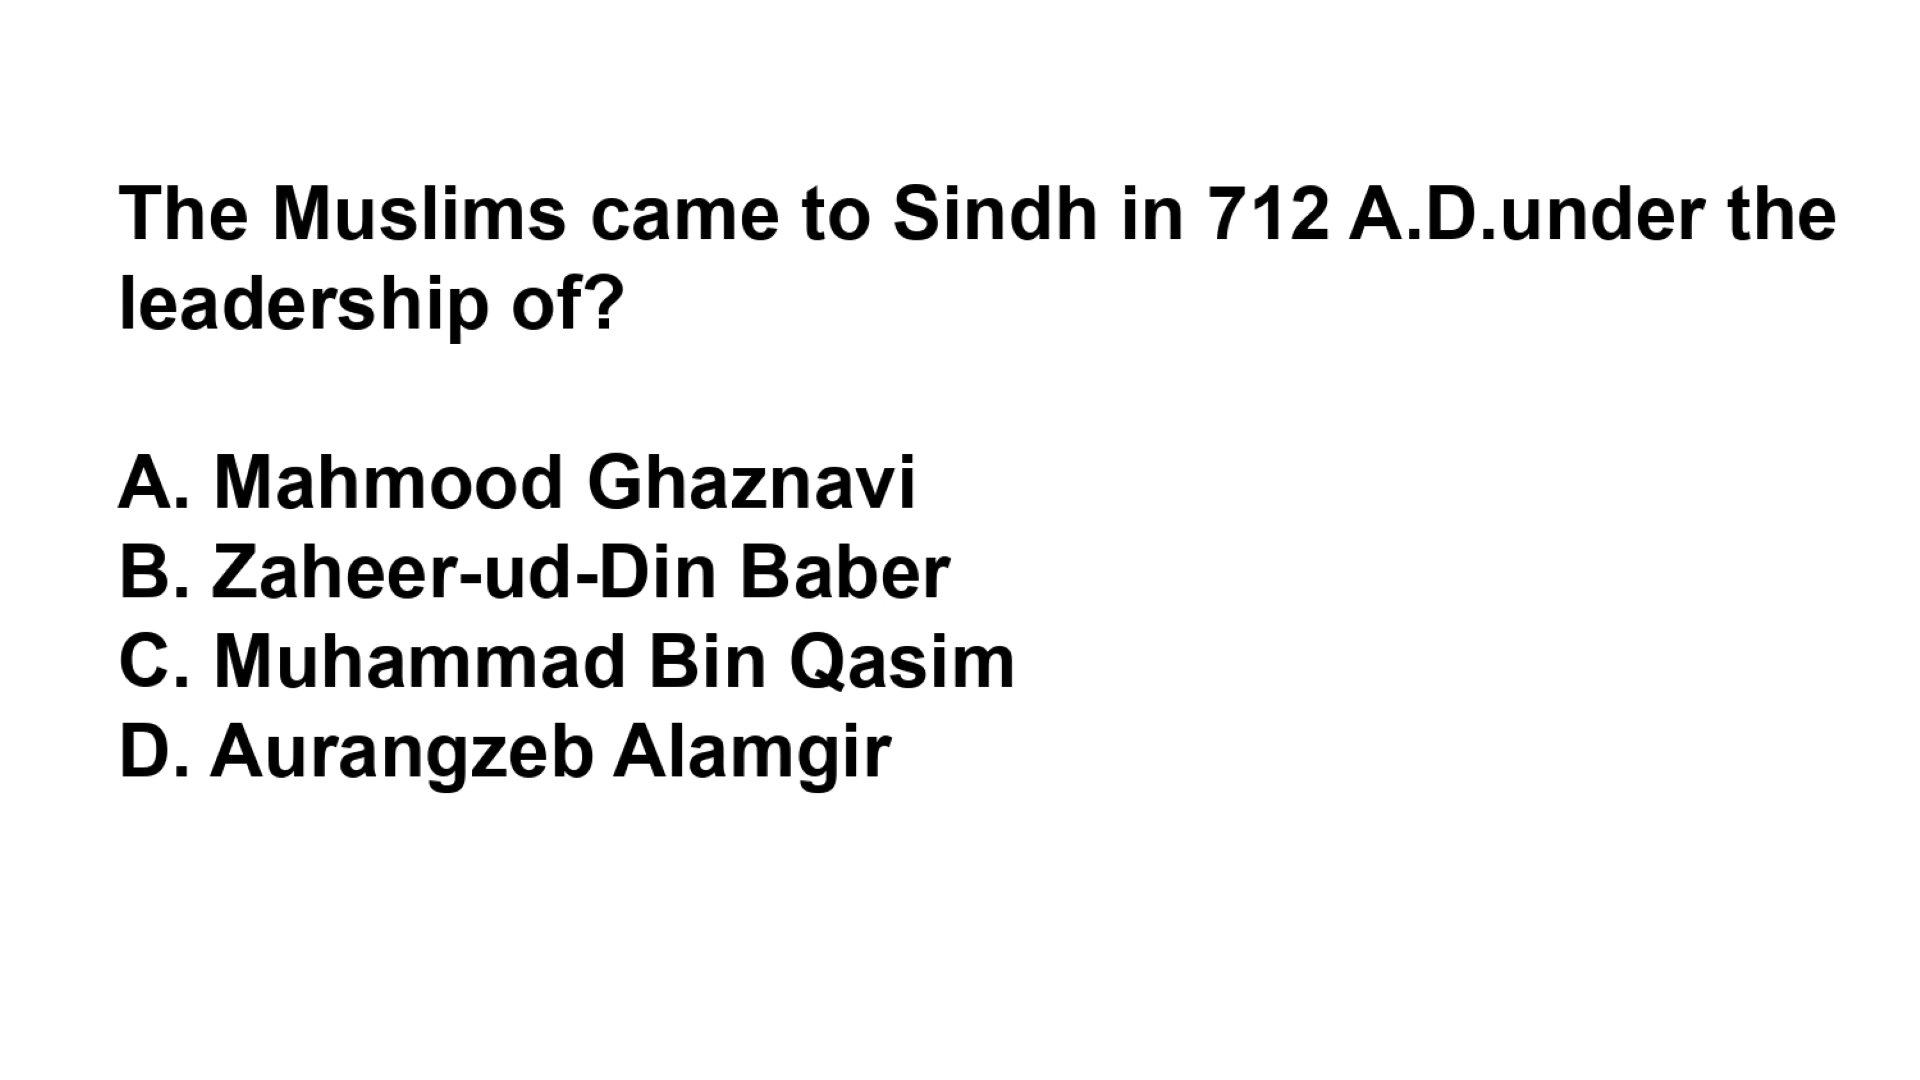 The Muslims came to Sindh in 712 A.D.under the
leadership of?
A. Mahmood Ghaznavi
B. Zaheer-ud-Din Baber
C. Muhammad Bin Qasim
D. Aurangzeb Alamgir